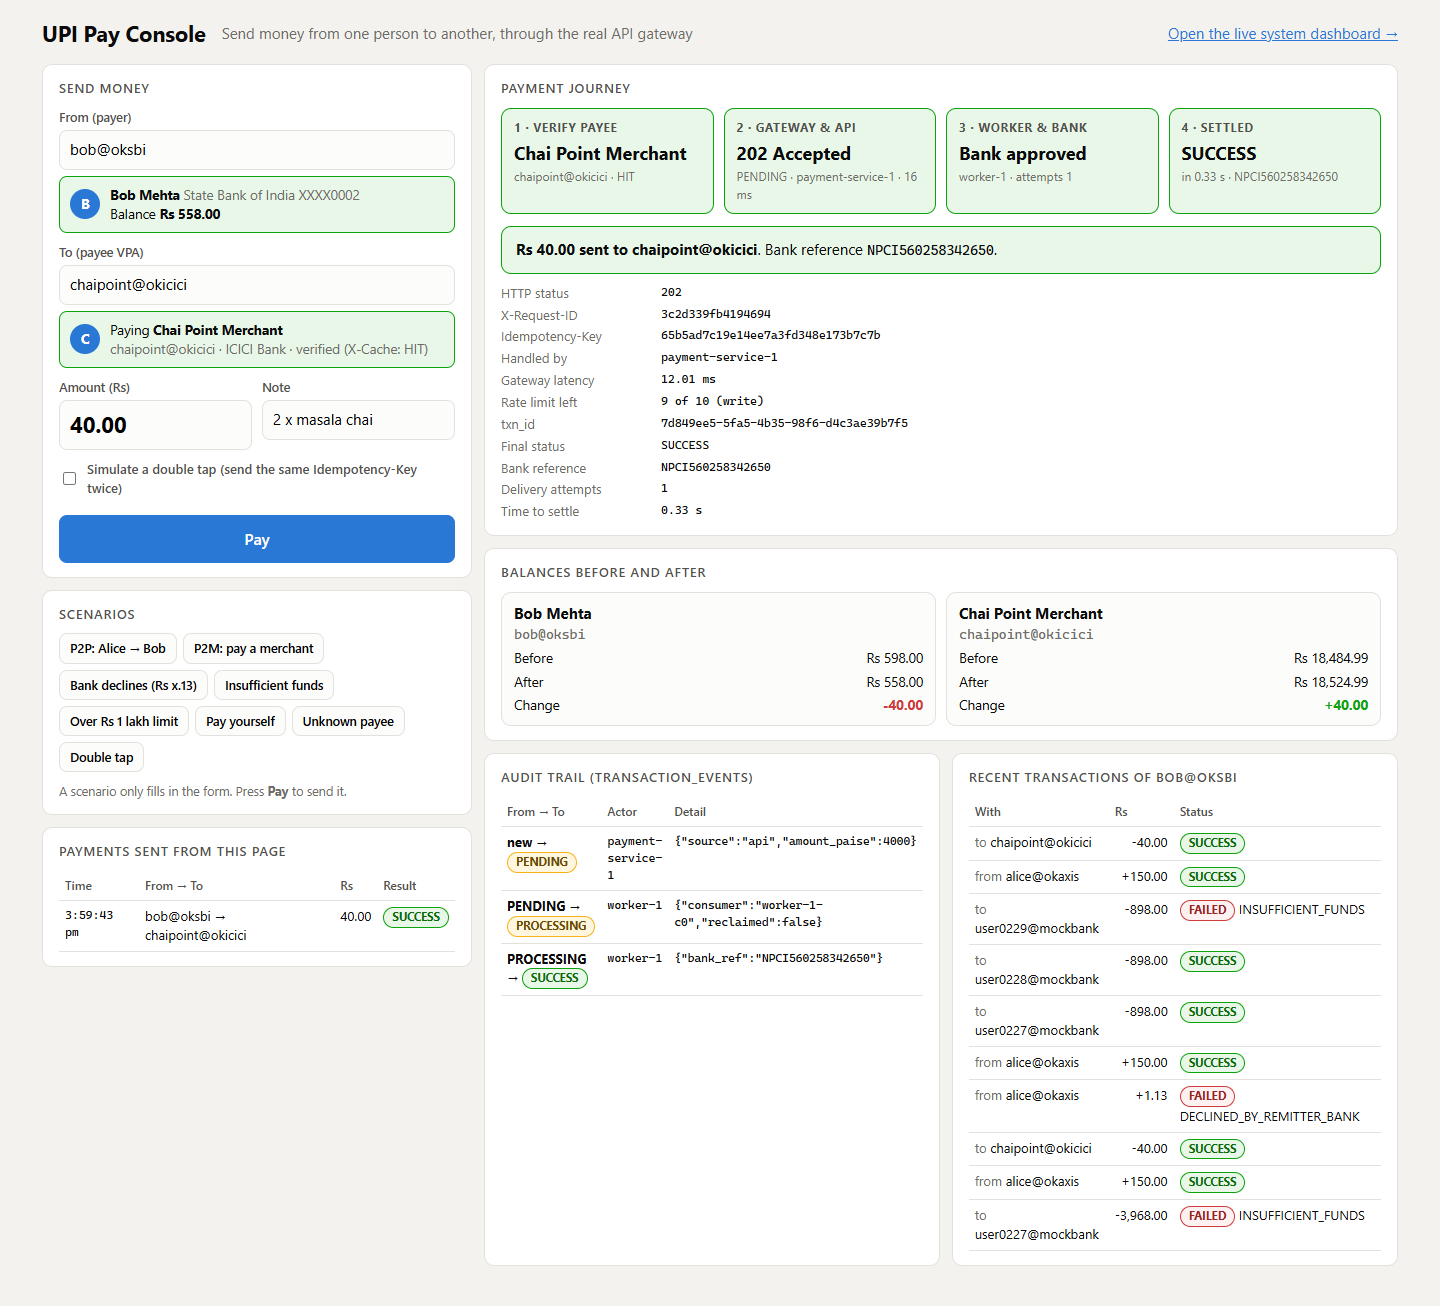 UPI Pay Console
Send money from one person to another, through the real API gateway
Open the live system dashboard →
SEND MONEY
From (payer)
bob@oksbi
B
Bob Mehta State Bank of India XXXX0002
Balance Rs 558.00
To (payee VPA)
chaipoint@okicici
C
Paying Chai Point Merchant
chaipoint@okicici · ICICI Bank · verified (X-Cache: HIT)
Amount (Rs)
Note
40.00
2 x masala chai
Simulate a double tap (send the same Idempotency-Key
twice)
Pay
SCENARIOS
P2P: Alice → Bob
P2M: pay a merchant
Bank declines (Rs x.13)
Insufficient funds
Over Rs 1 lakh limit
Pay yourself
Unknown payee
Double tap
A scenario only fills in the form. Press Pay to send it.
PAYMENTS SENT FROM THIS PAGE
Time From → To Rs Result
3:59:43 pm
bob@oksbi →
chaipoint@okicici
40.00
SUCCESS
PAYMENT JOURNEY
1 · VERIFY PAYEE
Chai Point Merchant
chaipoint@okicici · HIT
2 · GATEWAY & API
202 Accepted
PENDING · payment-service-1 · 16
ms
3 · WORKER & BANK
Bank approved
worker-1 · attempts 1
4 · SETTLED
SUCCESS
in 0.33 s · NPCI560258342650
Rs 40.00 sent to chaipoint@okicici. Bank reference NPCI560258342650.
HTTP status 202
X-Request-ID 3c2d339fb4194694
Idempotency-Key 65b5ad7c19e14ee7a3fd348e173b7c7b
Handled by payment-service-1
Gateway latency 12.01 ms
Rate limit left 9 of 10 (write)
txn_id 7d849ee5-5fa5-4b35-98f6-d4c3ae39b7f5
Final status SUCCESS
Bank reference NPCI560258342650
Delivery attempts 1
Time to settle 0.33 s
BALANCES BEFORE AND AFTER
Bob Mehta
bob@oksbi
Before Rs 598.00
After Rs 558.00
Change -40.00
Chai Point Merchant
chaipoint@okicici
Before Rs 18,484.99
After Rs 18,524.99
Change +40.00
AUDIT TRAIL (TRANSACTION_EVENTS)
From → To Actor Detail
new →
PENDING
payment-
service-
1
{"source":"api","amount_paise":4000}
PENDING →
PROCESSING
worker-1
{"consumer":"worker-1-
c0","reclaimed":false}
PROCESSING
→ SUCCESS
worker-1
{"bank_ref":"NPCI560258342650"}
RECENT TRANSACTIONS OF BOB@OKSBI
With Rs Status
to chaipoint@okicici -40.00 SUCCESS
from alice@okaxis +150.00 SUCCESS
to
user0229@mockbank
-898.00 FAILED INSUFFICIENT_FUNDS
to
user0228@mockbank
-898.00 SUCCESS
to
user0227@mockbank
-898.00 SUCCESS
from alice@okaxis +150.00 SUCCESS
from alice@okaxis +1.13 FAILED
DECLINED_BY_REMITTER_BANK
to chaipoint@okicici -40.00 SUCCESS
from alice@okaxis +150.00 SUCCESS
to
user0227@mockbank
-3,968.00 FAILED INSUFFICIENT_FUNDS